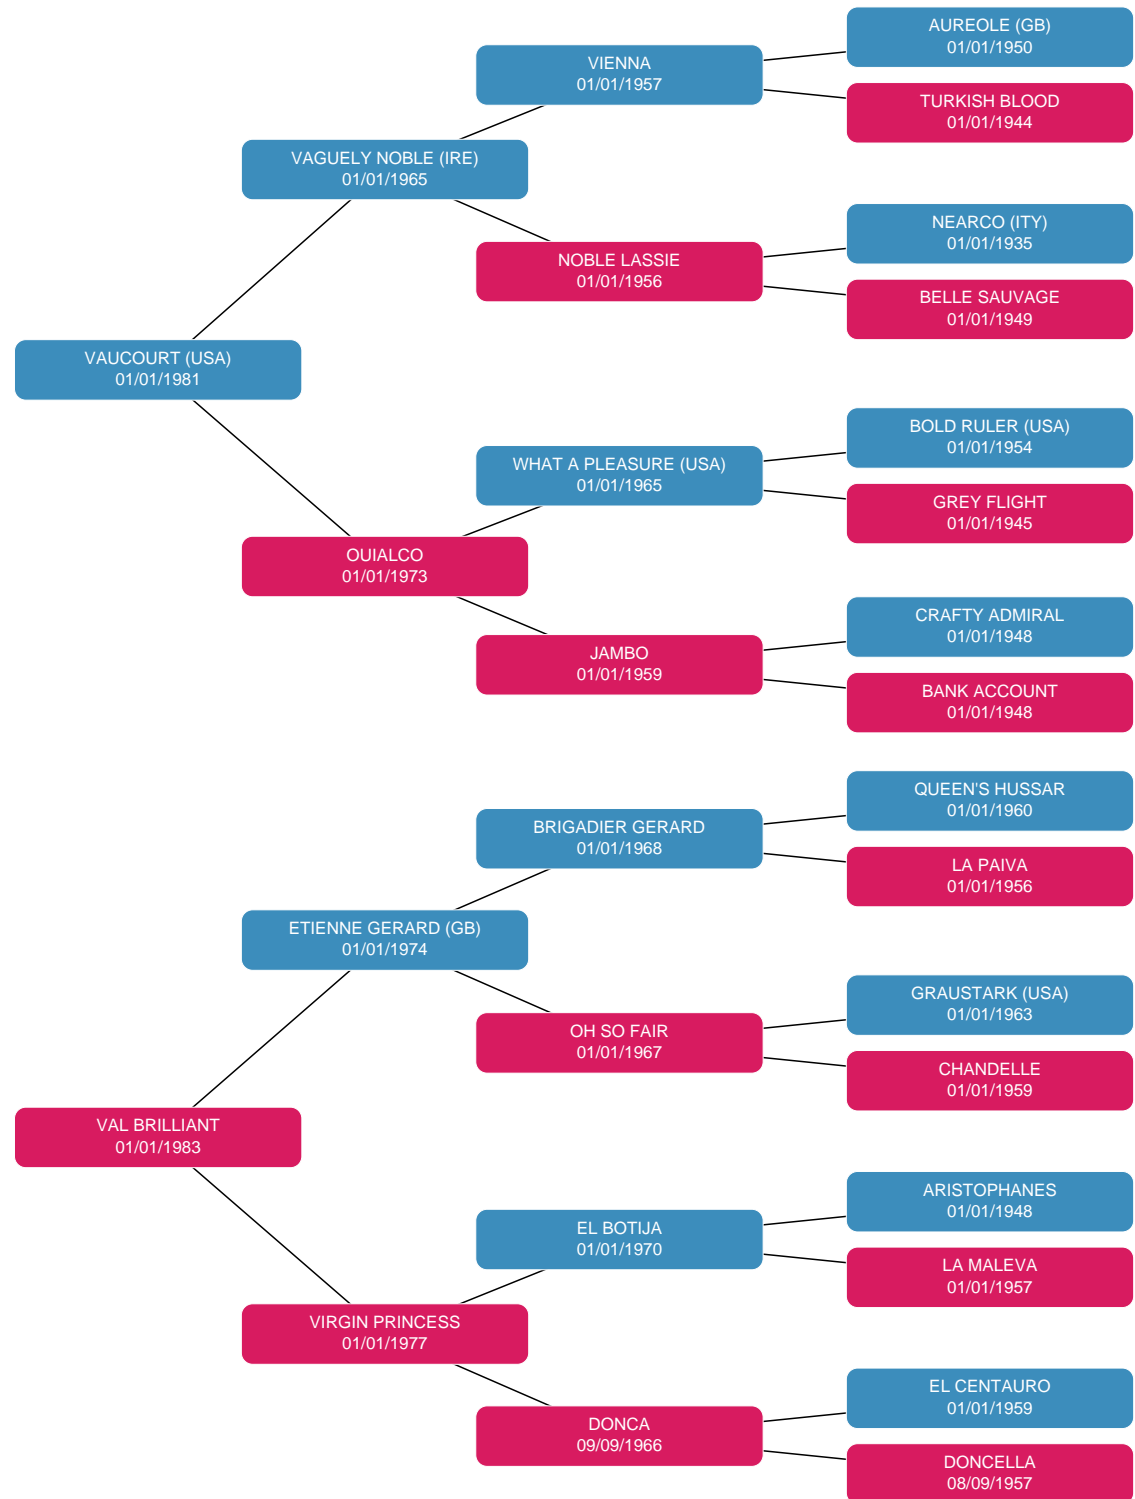 AUREOLE (GB)
01/01/1950
VIENNA
01/01/1957
TURKISH BLOOD
01/01/1944
VAGUELY NOBLE (IRE)
01/01/1965
NEARCO (ITY)
01/01/1935
NOBLE LASSIE
01/01/1956
BELLE SAUVAGE
01/01/1949
VAUCOURT (USA)
01/01/1981
BOLD RULER (USA)
01/01/1954
WHAT A PLEASURE (USA)
01/01/1965
GREY FLIGHT
01/01/1945
OUIALCO
01/01/1973
CRAFTY ADMIRAL
01/01/1948
JAMBO
01/01/1959
BANK ACCOUNT
01/01/1948
QUEEN'S HUSSAR
01/01/1960
BRIGADIER GERARD
01/01/1968
LA PAIVA
01/01/1956
ETIENNE GERARD (GB)
01/01/1974
GRAUSTARK (USA)
01/01/1963
OH SO FAIR
01/01/1967
CHANDELLE
01/01/1959
VAL BRILLIANT
01/01/1983
ARISTOPHANES
01/01/1948
EL BOTIJA
01/01/1970
LA MALEVA
01/01/1957
VIRGIN PRINCESS
01/01/1977
EL CENTAURO
01/01/1959
DONCA
09/09/1966
DONCELLA
08/09/1957